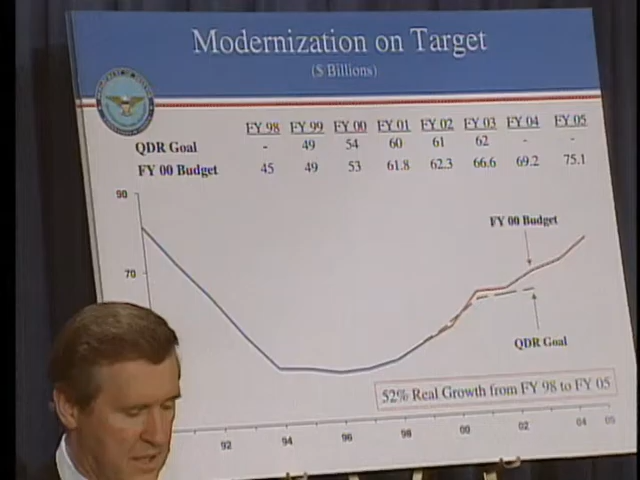 Modernization on Target
($ Billions)
FY 98 FY 99 FY 00 FY 01 FY 02 FY 03 FY 04 FY 05
QDR Goal - 49 54 60 61 62 - -
FY 00 Budget 45 49 53 61.8 62.3 66.6 69.2 75.1
90
FY 00 Budget
70
QDR Goal
52% Real Growth from FY 98 to FY 05
92 94 96 98 00 02 04 05